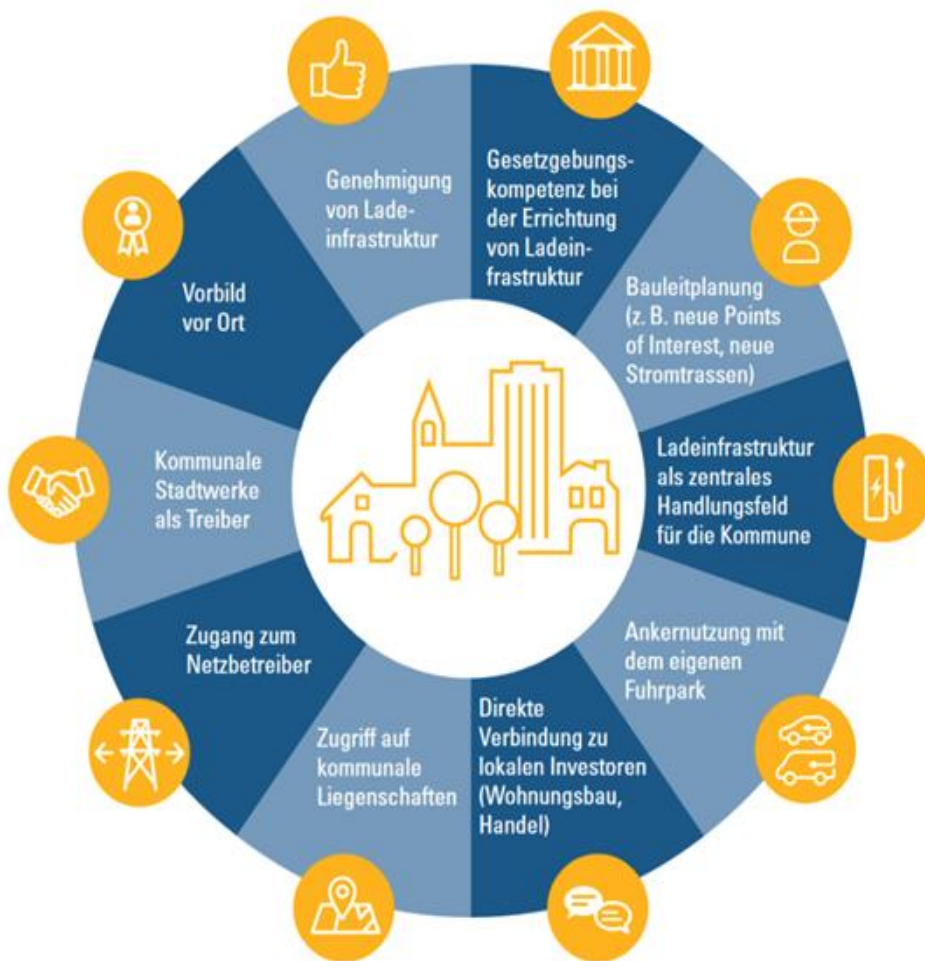 Gesetzgebungs-
kompetenz bei
der Errichtung
von Ladein-
frastruktur
Bauleitplanung
(z. B. neue Points
of Interest, neue
Stromtrassen)
Ladeinfrastruktur
als zentrales
Handlungsfeld
für die Kommune
Ankernutzung mit
dem eigenen
Fuhrpark
Direkte
Verbindung zu
lokalen Investoren
(Wohnungsbau,
Handel)
Zugriff auf
kommunale
Liegenschaften
Zugang zum
Netzbetreiber
Kommunale
Stadtwerke
als Treiber
Vorbild
vor Ort
Genehmigung
von Lade-
infrastruktur